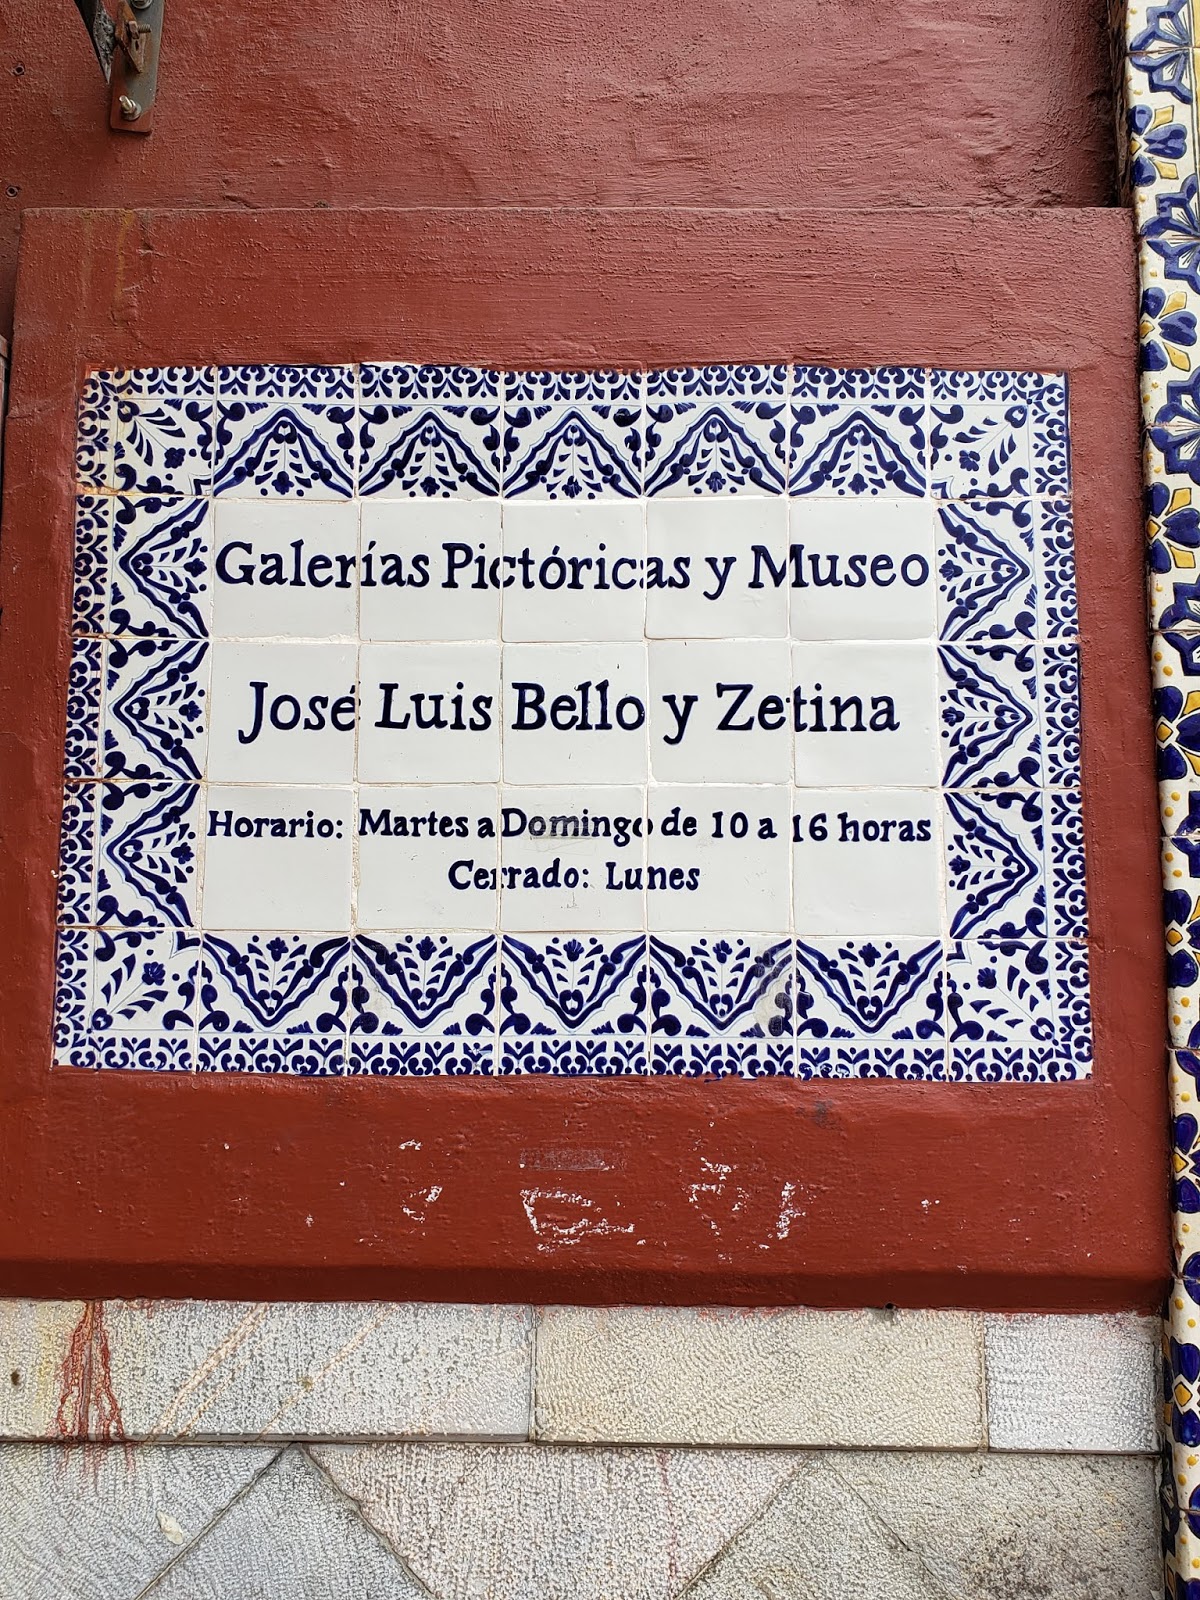 Galerías Pictóricas y Museo
José Luis Bello y Zetina
Horario: Martes a Domingo de 10 a 16 horas
Cerrado: Lunes